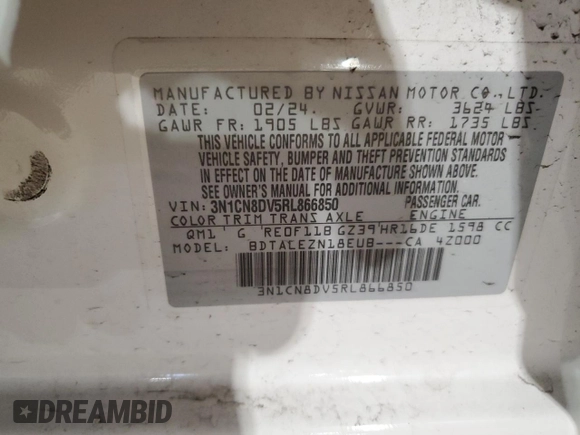 MANUFACTURED BY NISSAN MOTOR CO.,LTD.
DATE: 02/24. GVWR: 3624 LBS
GAWR FR: 1905 LBS GAWR RR: 1735 LBS
THIS VEHICLE CONFORMS TO ALL APPLICABLE FEDERAL MOTOR
VEHICLE SAFETY, BUMPER AND THEFT PREVENTION STANDARDS
IN EFFECT ON THE DATE OF MANUFACTURE SHOWN ABOVE.
SEE OWNER'S MANUAL FOR ADDITIONAL INFORMATION.
VIN: 3N1CN8DV5RL866850 PASSENGER CAR.
COLOR TRIM TRANS AXLE ENGINE
QM1 G RE0F11B GZ39 HR16DE 1598 CC
MODEL: BDTALEZN18EUB---CA 4Z000
3N1CN8DV5RL866850
DREAMBID